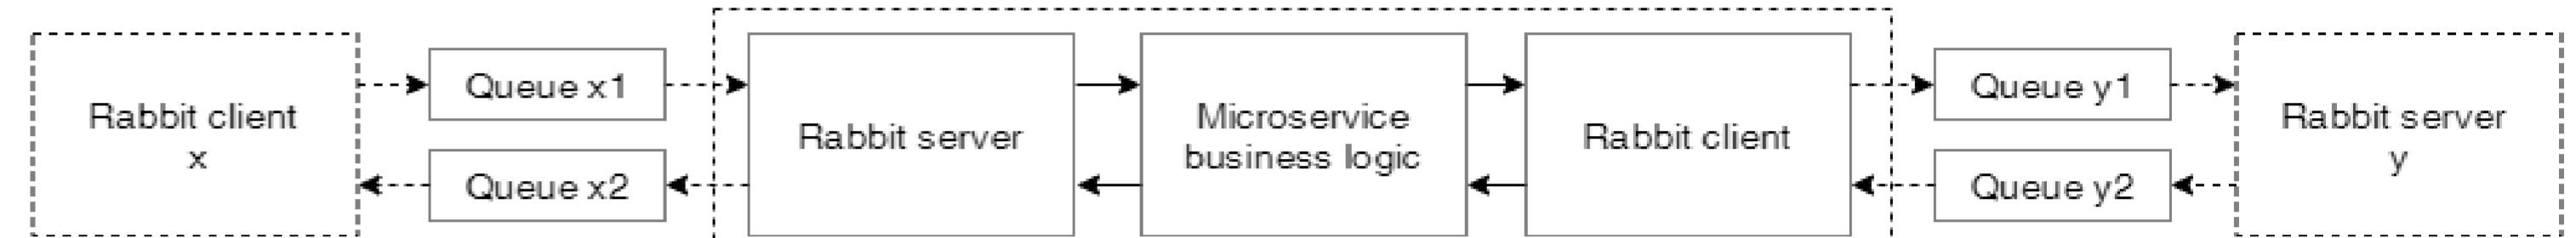 Rabbit client
x
Queue x1
Queue x2
Rabbit server
Microservice
business logic
Rabbit client
Queue y1
Queue y2
Rabbit server
y